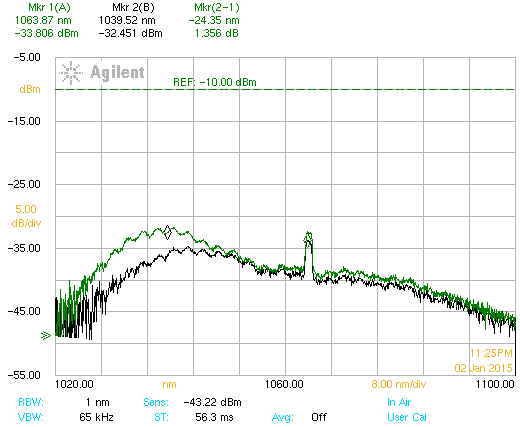 Mkr 1(A) Mkr 2(B) Mkr(2-1)
1063.87 nm 1039.52 nm -24.35 nm
-33.806 dBm -32.451 dBm 1.356 dB
-5.00
Agilent
dBm REF: -10.00 dBm
-15.00
-25.00
5.00
dB/div
-35.00
-45.00
11:25PM
02 Jan 2015
-55.00
1020.00 nm 1060.00 8.00 nm/div 1100.00
RBW: 1 nm Sens: -43.22 dBm In Air
VBW: 65 kHz ST: 56.3 ms Avg: Off User Cal